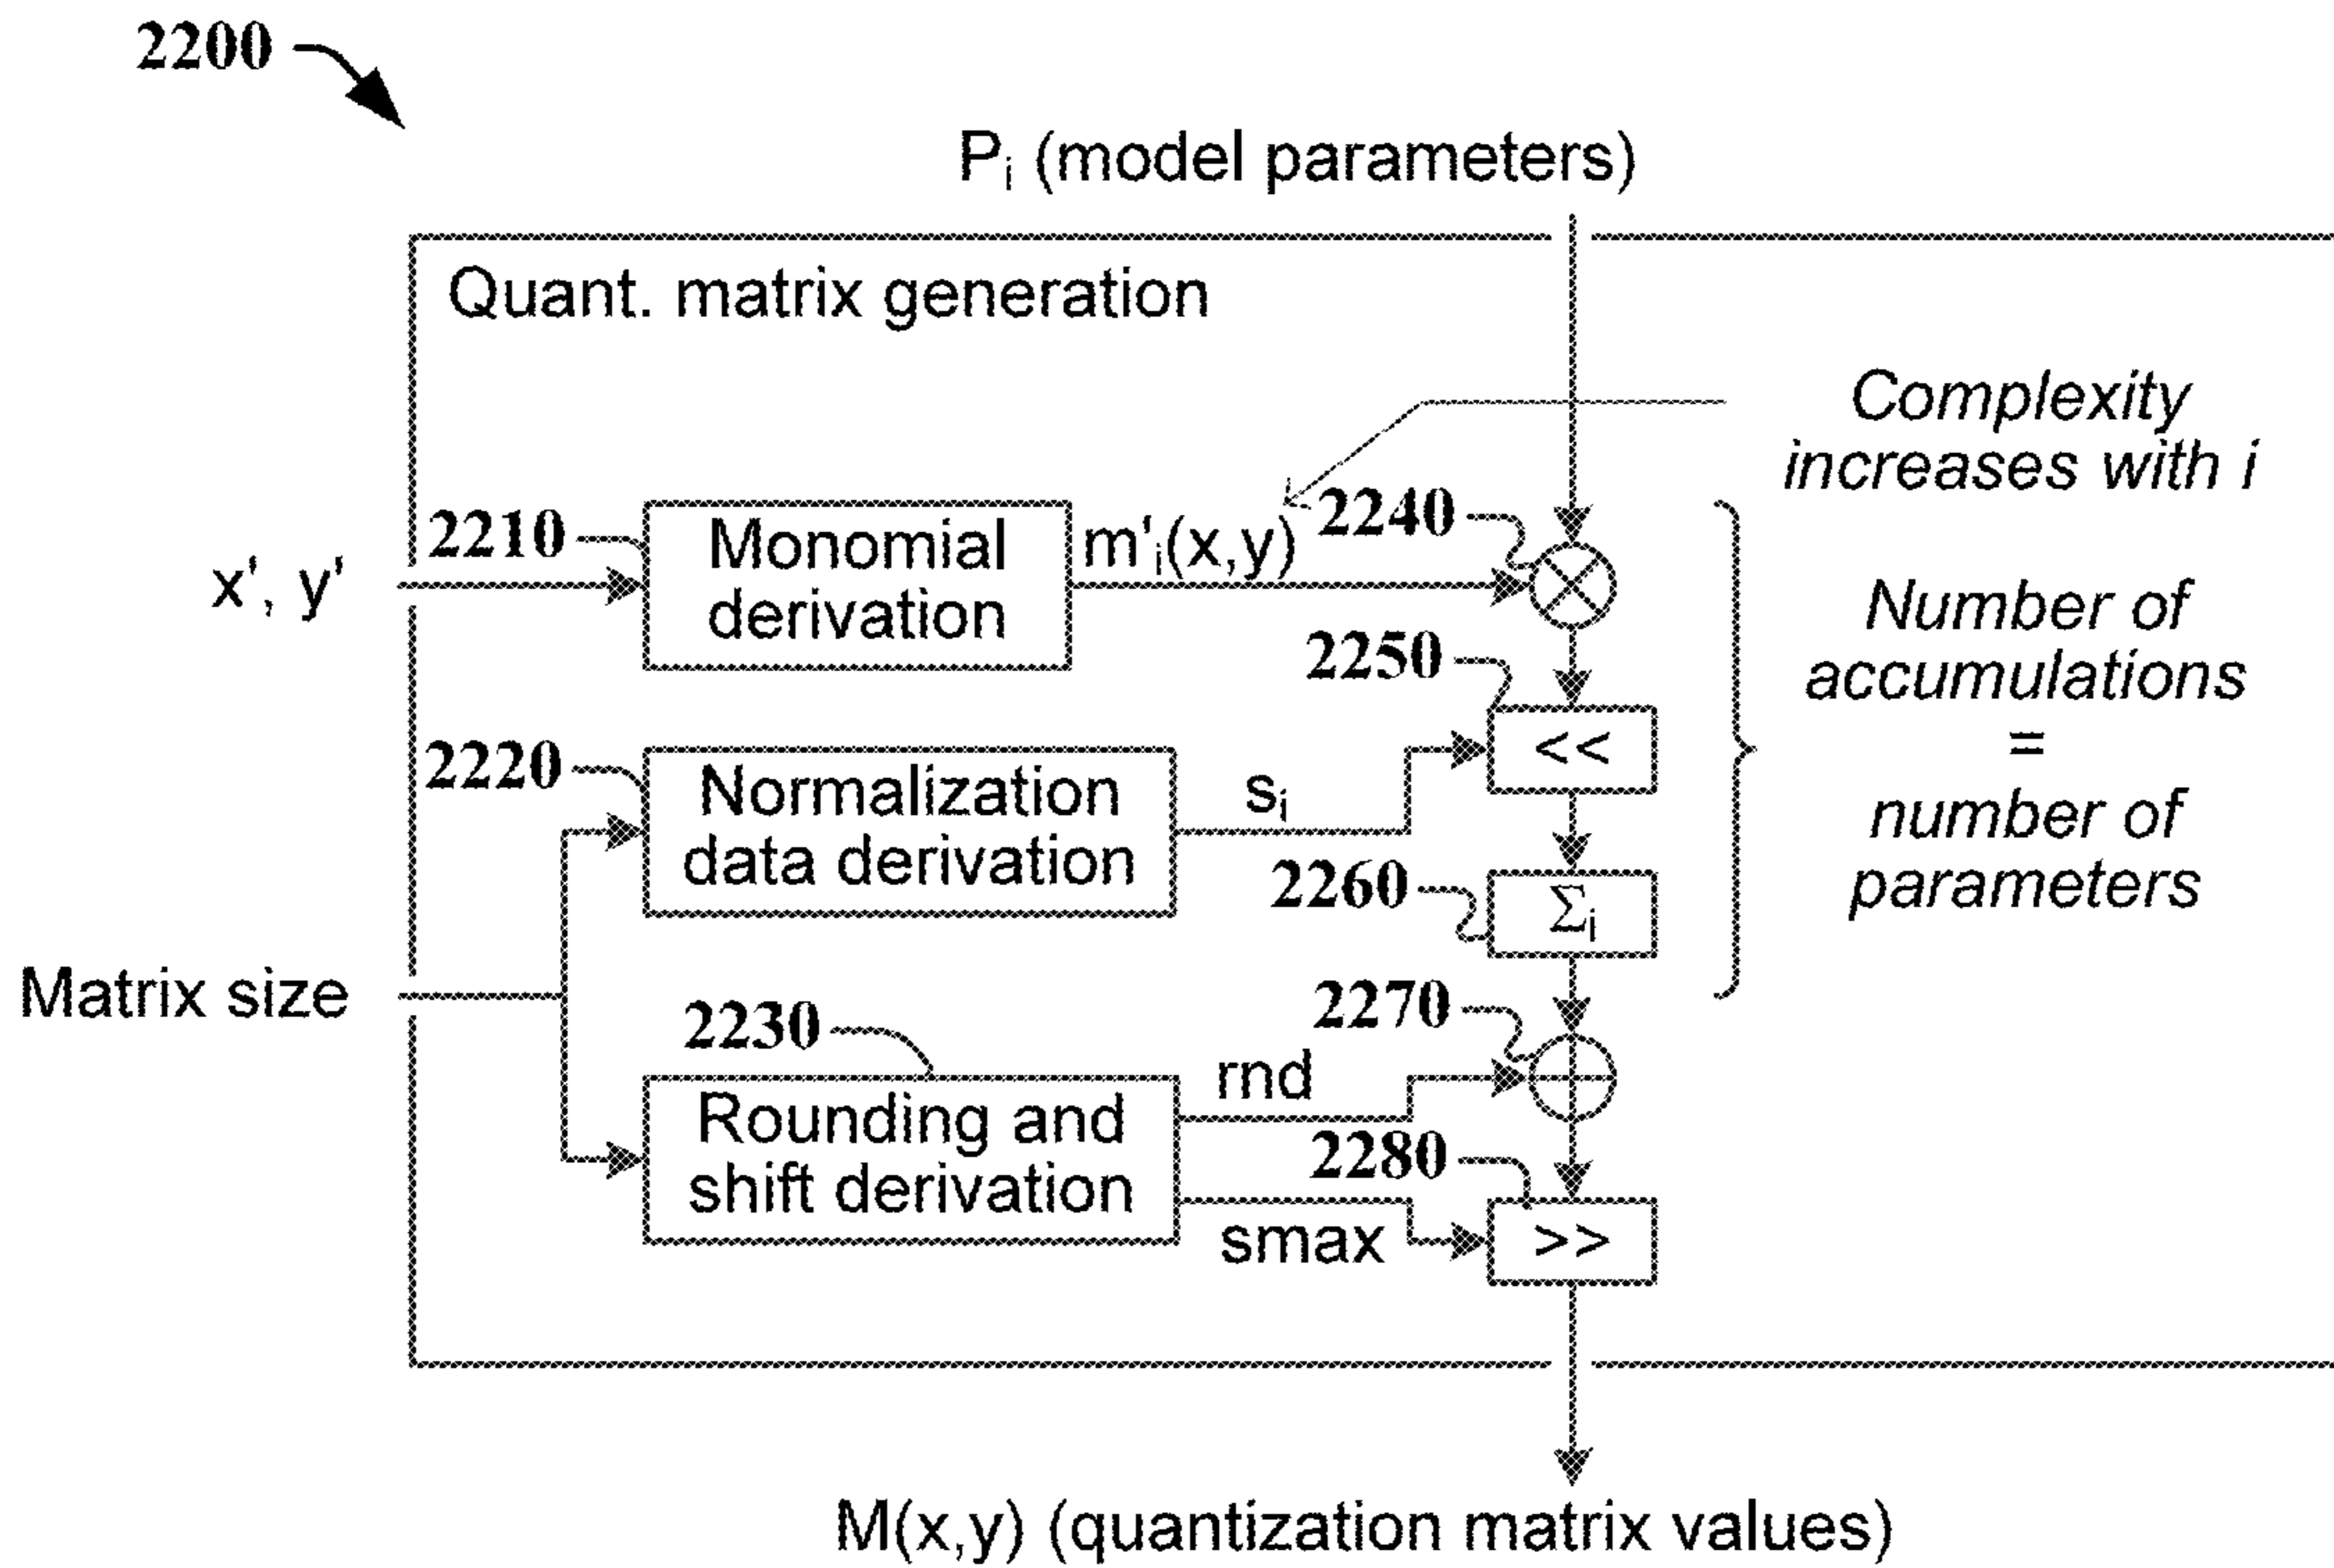 2200
Pi (model parameters)
Quant. matrix generation
Complexity
increases with i
2210
x', y'
Monomial
derivation
m'i(x,y)
2240
Number of
accumulations
=
number of
parameters
2250
<<
2220
Normalization
data derivation
si
2260
Σi
Matrix size
2230
Rounding and
shift derivation
rnd
2270
smax
2280
>>
M(x,y) (quantization matrix values)